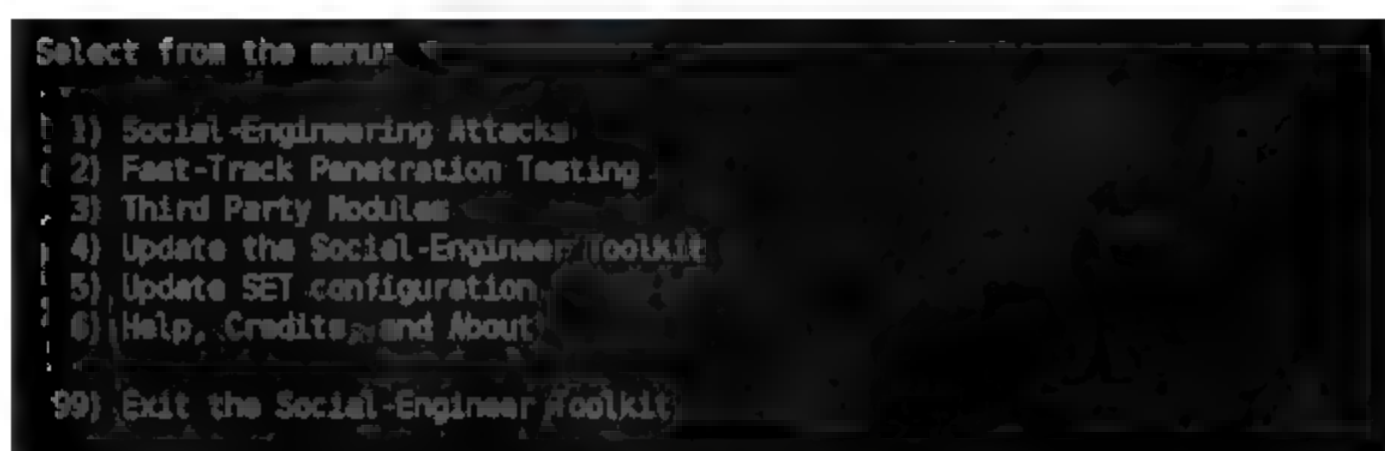 Select from the menu:
1) Social-Engineering Attacks
2) Fast-Track Penetration Testing
3) Third Party Modules
4) Update the Social-Engineer Toolkit
5) Update SET configuration
6) Help, Credits, and About
99) Exit the Social-Engineer Toolkit